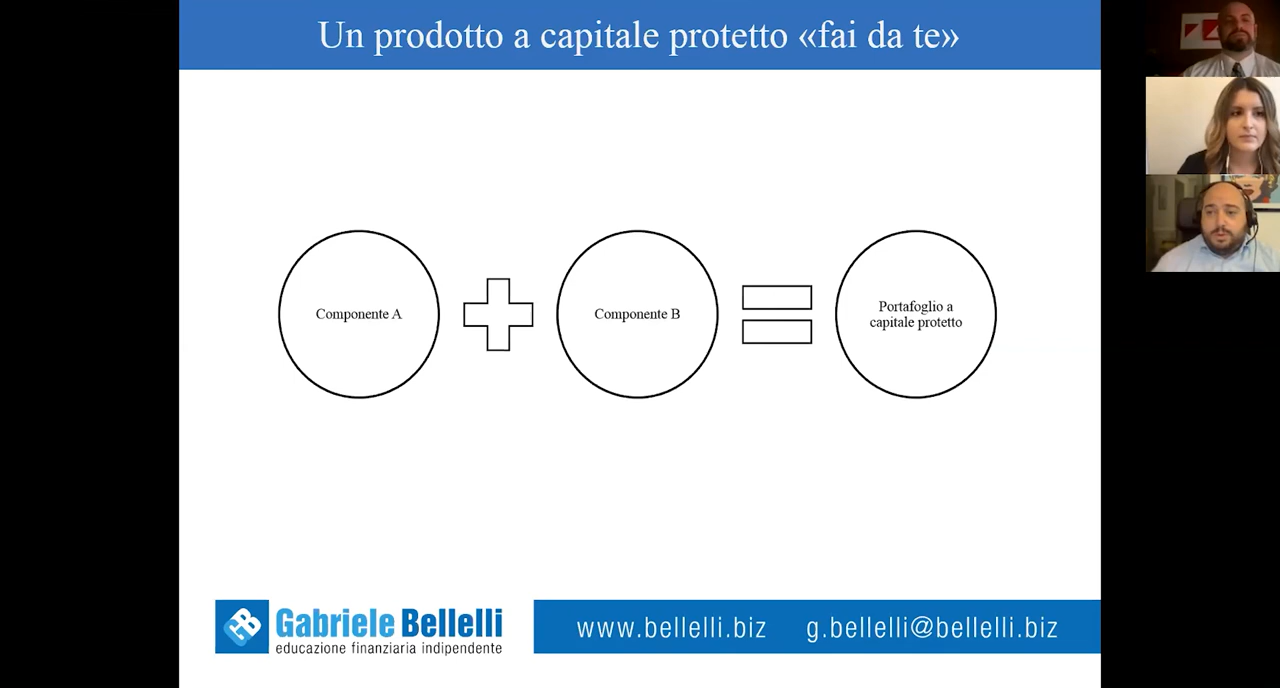 Un prodotto a capitale protetto «fai da te»
Componente A
Componente B
Portafoglio a
capitale protetto
GB
Gabriele Bellelli
educazione finanziaria indipendente
www.bellelli.biz g.bellelli@bellelli.biz